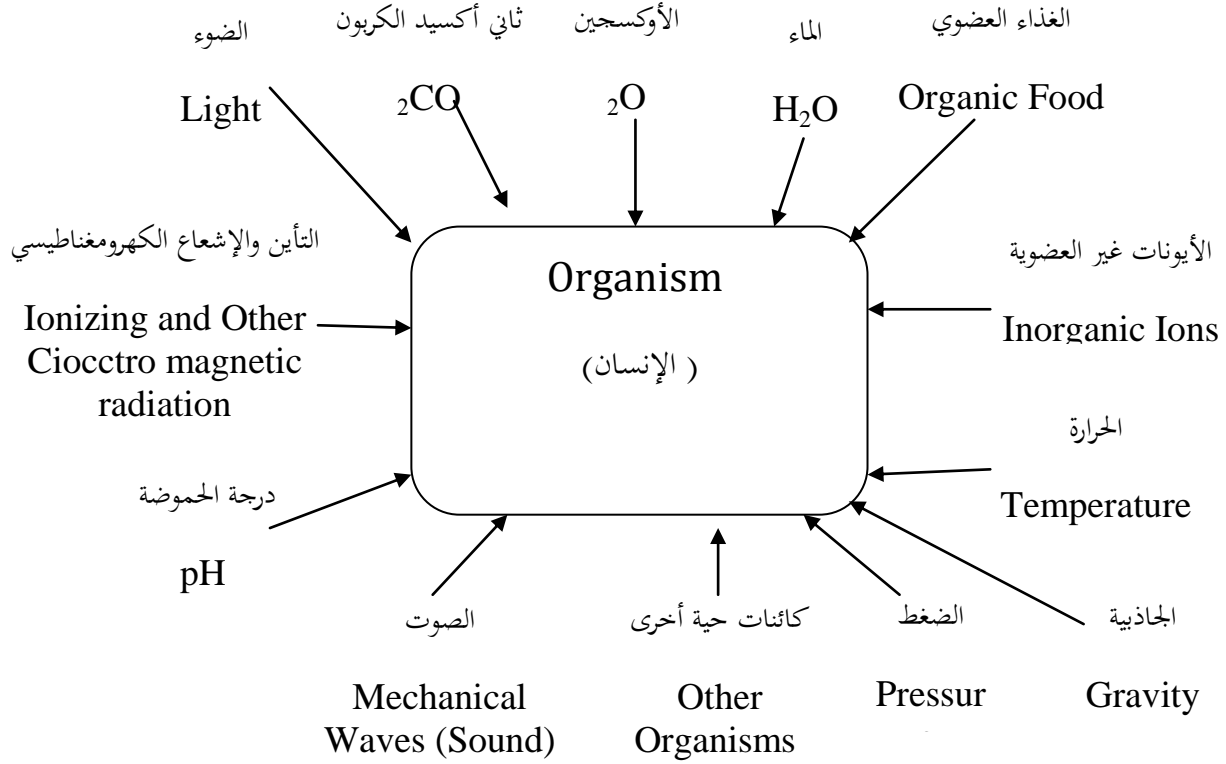 الضوء
ثاني أكسيد الكربون
الأوكسجين
الماء
الغذاء العضوي
Light
₂CO
₂O
H₂O
Organic Food
التأين والإشعاع الكهرومغناطيسي
Ionizing and Other
Ciocctro magnetic
radiation
Organism
( الإنسان)
الأيونات غير العضوية
Inorganic Ions
الحرارة
Temperature
درجة الحموضة
pH
الصوت
كائنات حية أخرى
الضغط
الجاذبية
Mechanical
Waves (Sound)
Other
Organisms
Pressur
Gravity